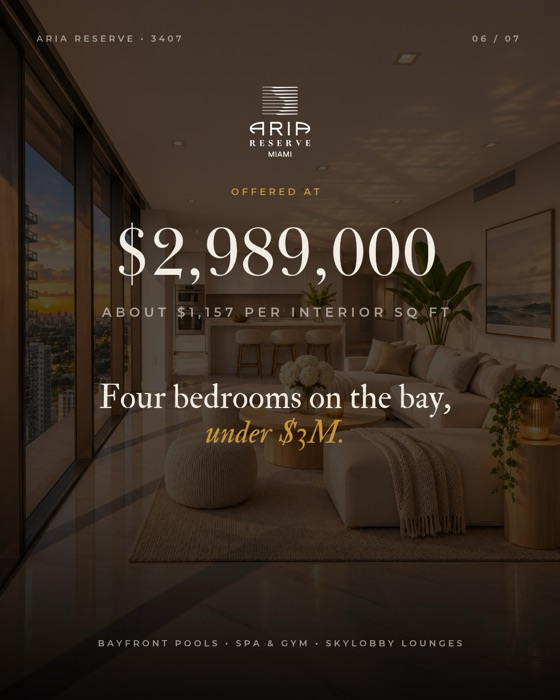 ARIA RESERVE • 3407
06 / 07
ARIA
RESERVE
MIAMI
OFFERED AT
$2,989,000
ABOUT $1,157 PER INTERIOR SQ FT
Four bedrooms on the bay,
under $3M.
BAYFRONT POOLS • SPA & GYM • SKYLOBBY LOUNGES